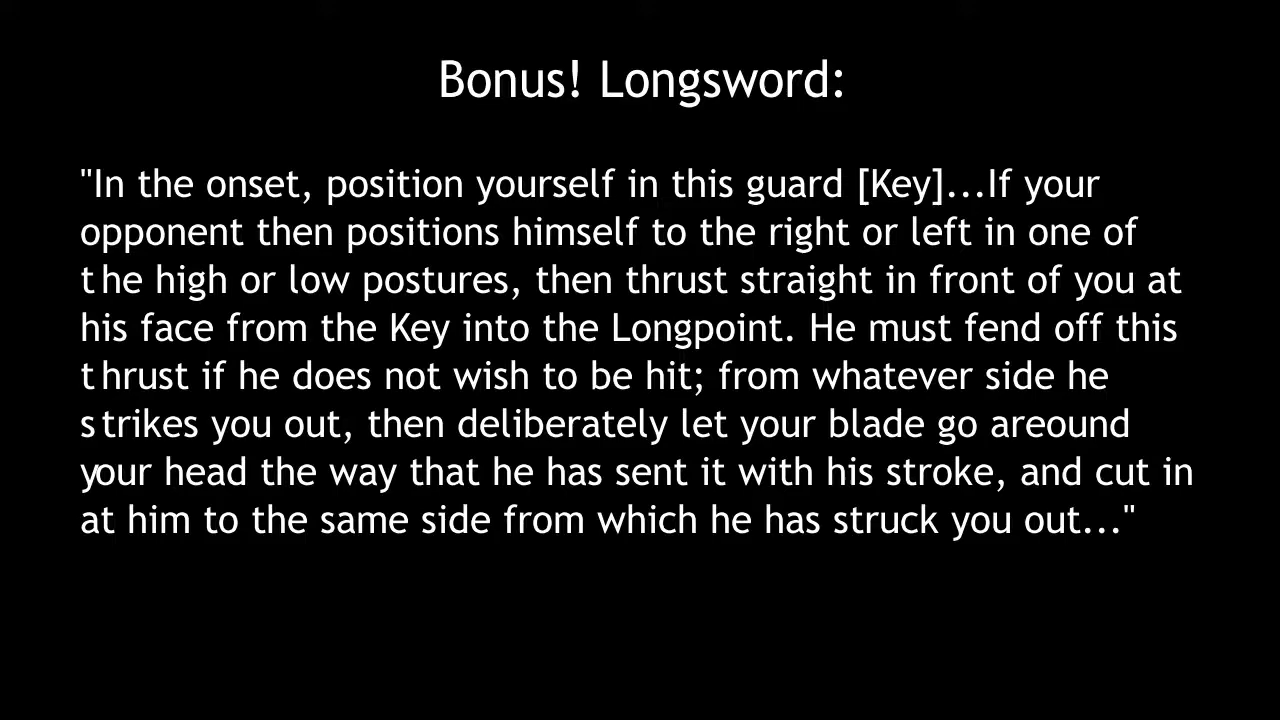 Bonus! Longsword:
"In the onset, position yourself in this guard [Key]...If your
opponent then positions himself to the right or left in one of
the high or low postures, then thrust straight in front of you at
his face from the Key into the Longpoint. He must fend off this
thrust if he does not wish to be hit; from whatever side he
strikes you out, then deliberately let your blade go areound
your head the way that he has sent it with his stroke, and cut in
at him to the same side from which he has struck you out..."